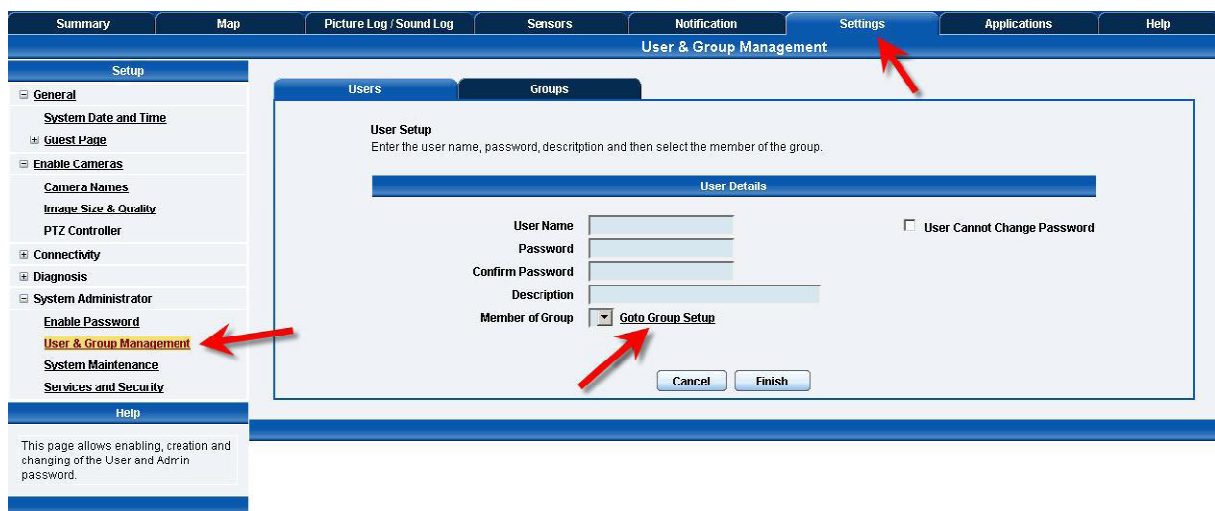 Summary Map Picture Log / Sound Log Sensors Notification Settings Applications Help
User & Group Management
Setup
General
System Date and Time
Guest Page
Enable Cameras
Camera Names
Image Size & Quality
PTZ Controller
Connectivity
Diagnosis
System Administrator
Enable Password
User & Group Management
System Maintenance
Services and Security
Help
This page allows enabling, creation and
changing of the User and Admin
password.
Users Groups
User Setup
Enter the user name, password, descritption and then select the member of the group.
User Details
User Name
User Cannot Change Password
Password
Confirm Password
Description
Member of Group Goto Group Setup
Cancel Finish